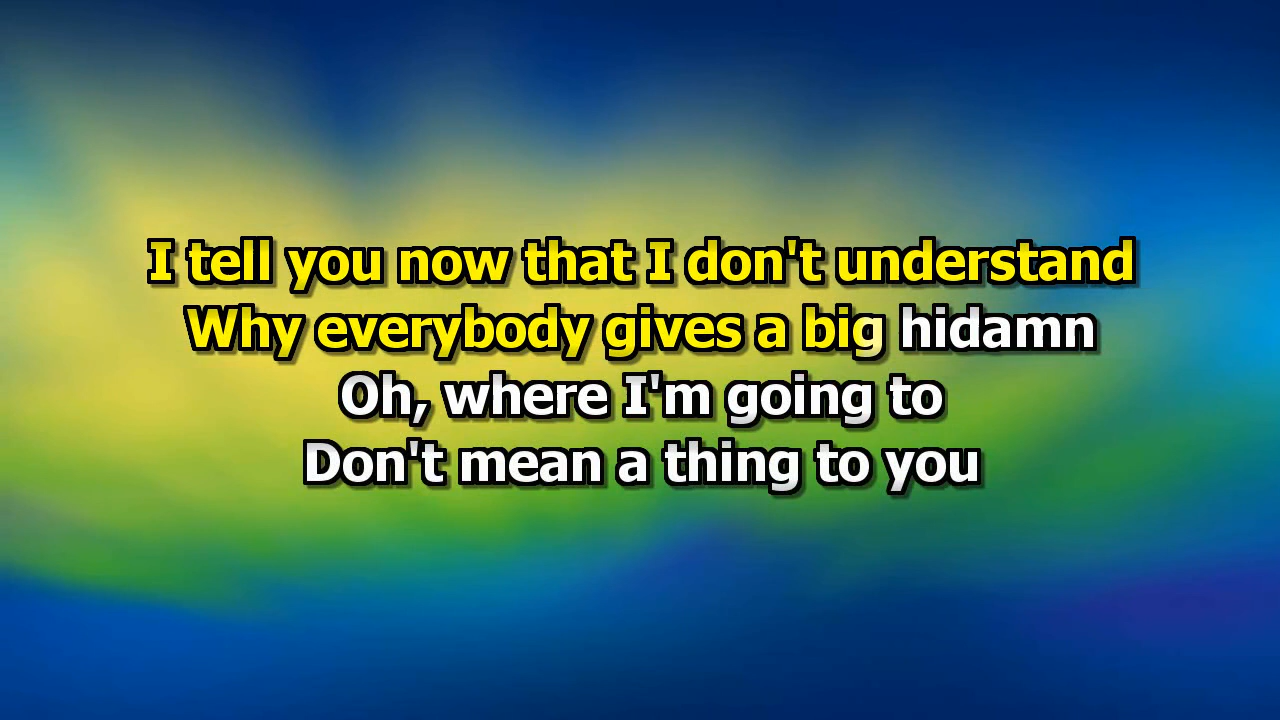 I tell you now that I don't understand
Why everybody gives a big hidamn
Oh, where I'm going to
Don't mean a thing to you